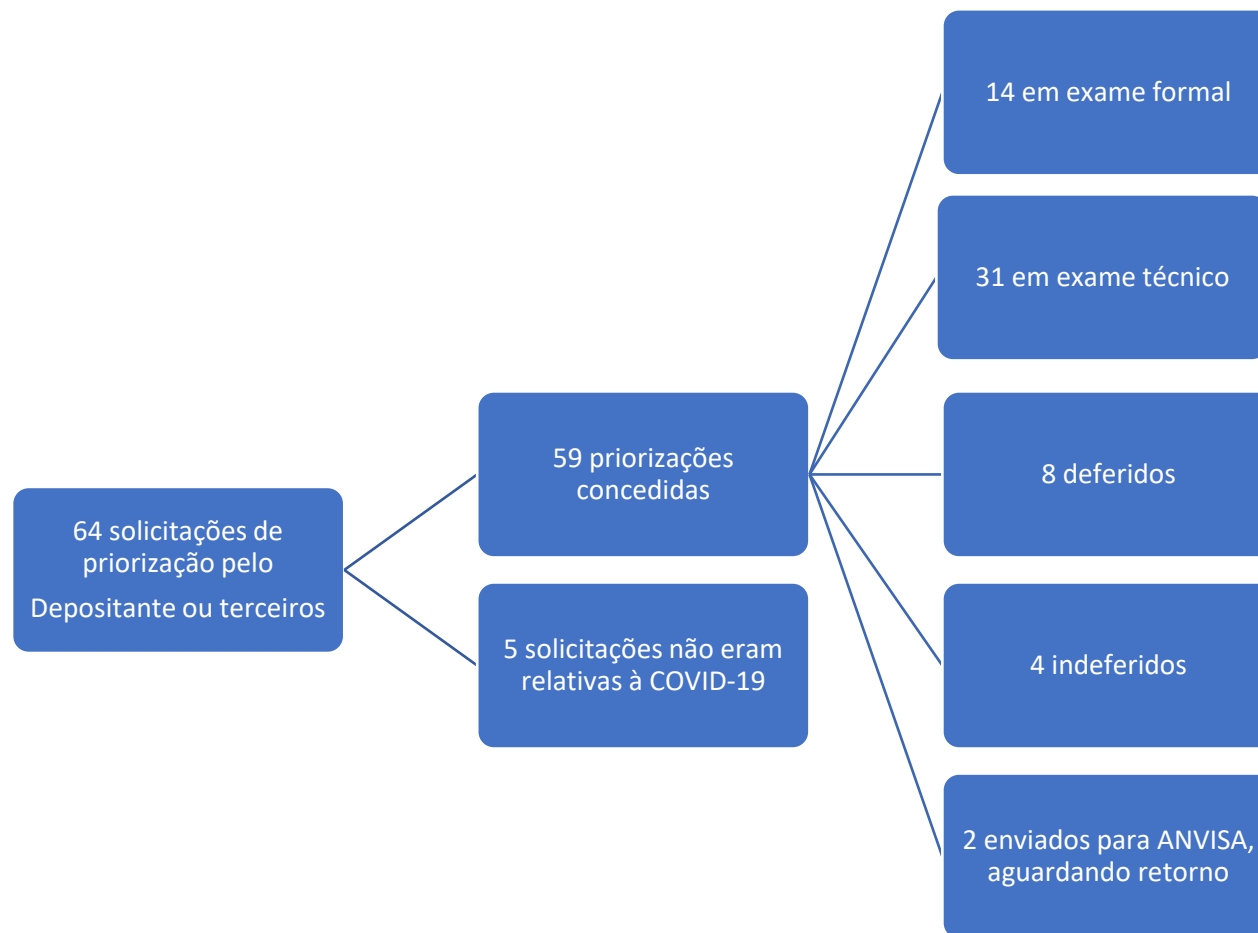 64 solicitações de
priorização pelo
Depositante ou terceiros
59 priorizações
concedidas
5 solicitações não eram
relativas à COVID-19
14 em exame formal
31 em exame técnico
8 deferidos
4 indeferidos
2 enviados para ANVISA,
aguardando retorno